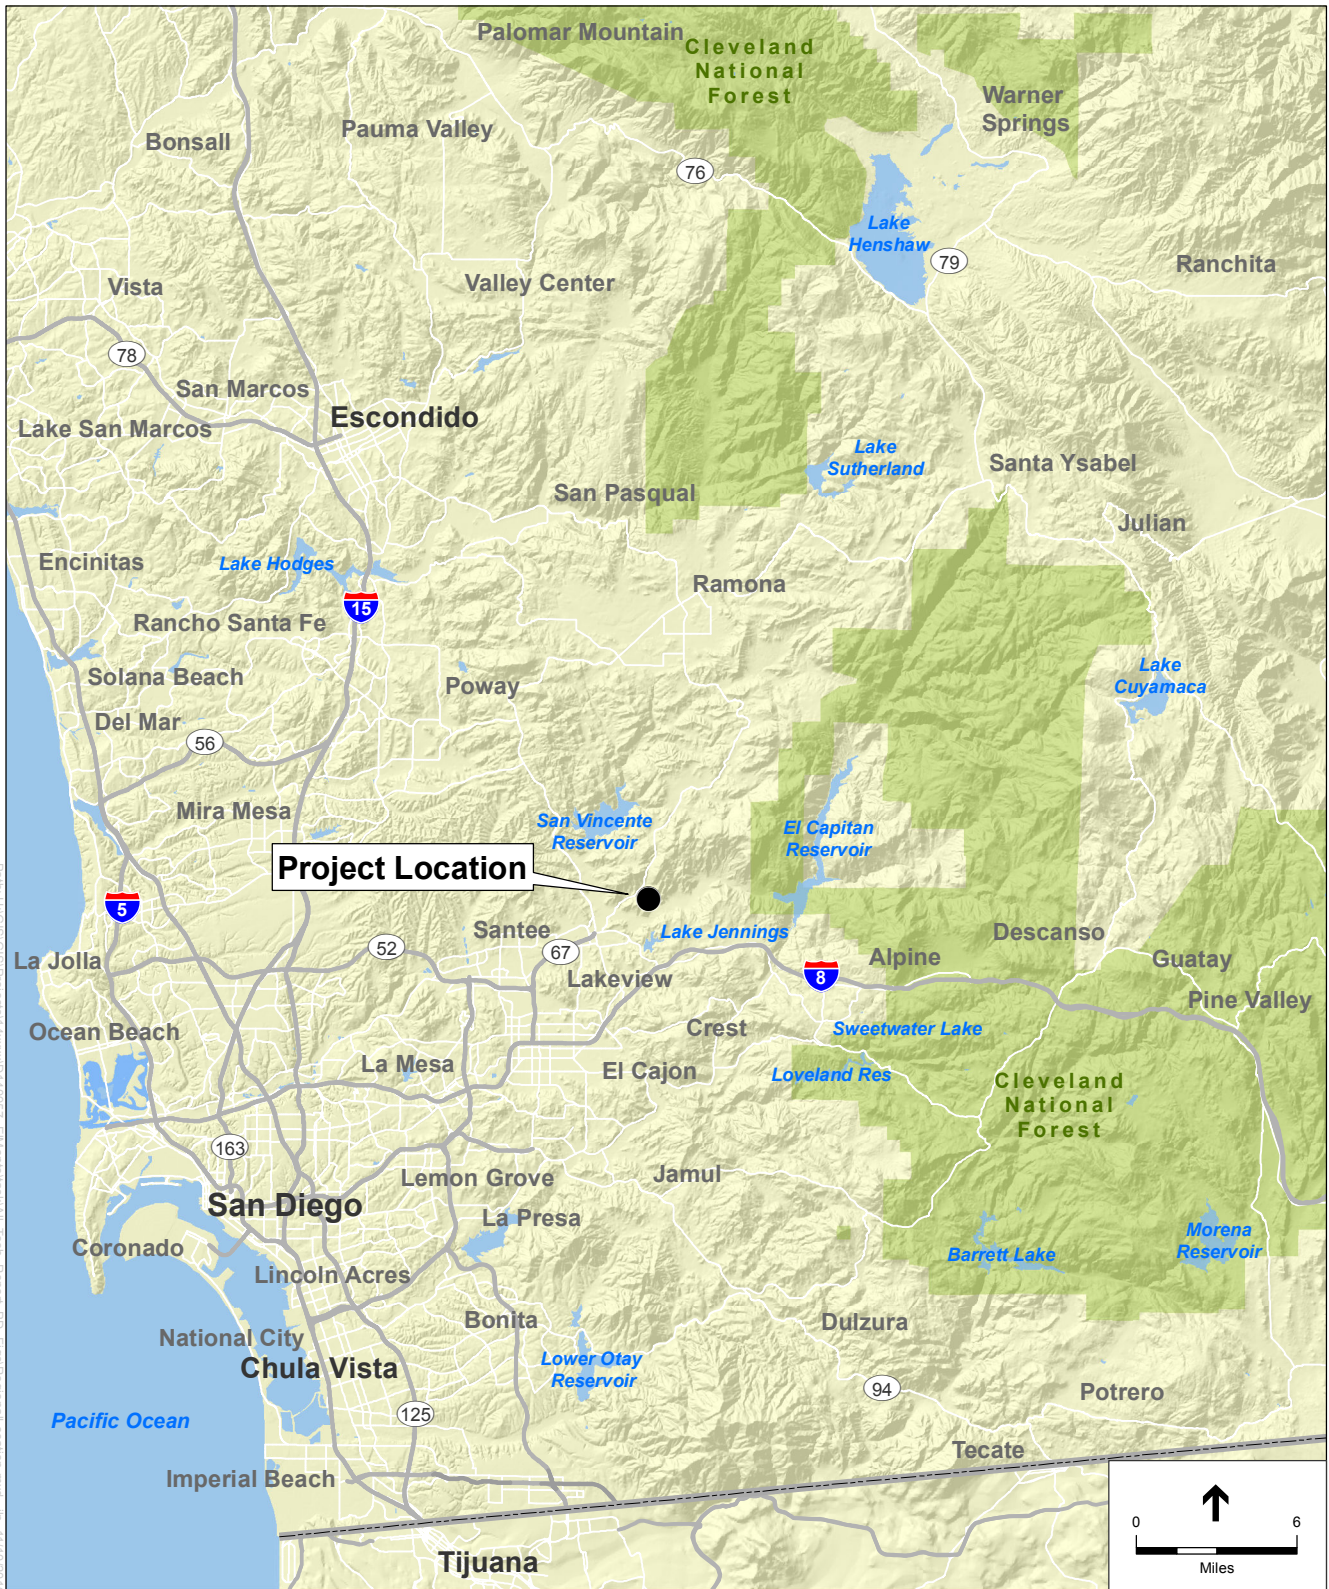 Palomar Mountain
Cleveland
National
Forest
Warner
Springs
Pauma Valley
Bonsall
76
Lake
Henshaw
79
Ranchita
Vista
Valley Center
78
San Marcos
Escondido
Lake San Marcos
Lake
Sutherland
Santa Ysabel
San Pasqual
Julian
Encinitas
Lake Hodges
Ramona
15
Rancho Santa Fe
Solana Beach
Poway
Lake
Cuyamaca
Del Mar
56
Mira Mesa
San Vincente
Reservoir
El Capitan
Reservoir
Project Location
5
Santee
Lake Jennings
Descanso
52
67
Alpine
Guatay
La Jolla
Lakeview
8
Pine Valley
Ocean Beach
Crest
Sweetwater Lake
La Mesa
El Cajon
Loveland Res
Cleveland
National
Forest
163
Lemon Grove
Jamul
San Diego
La Presa
Coronado
Barrett Lake
Morena
Reservoir
Lincoln Acres
Bonita
Dulzura
National City
Chula Vista
Lower Otay
Reservoir
94
Potrero
Pacific Ocean
125
Tecate
Imperial Beach
Tijuana
0
6
Miles